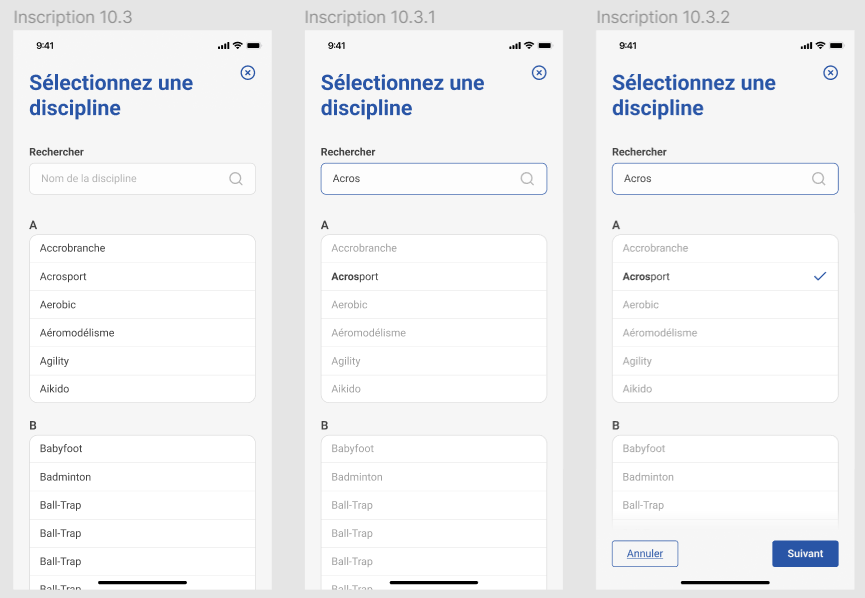 Inscription 10.3
9:41
Sélectionnez une
discipline
Rechercher
Nom de la discipline
A
Accrobranche
Acrosport
Aerobic
Aéromodélisme
Agility
Aikido
B
Babyfoot
Badminton
Ball-Trap
Ball-Trap
Ball-Trap
Ball-Trap
Inscription 10.3.1
9:41
Sélectionnez une
discipline
Rechercher
Acros
A
Accrobranche
Acrosport
Aerobic
Aéromodélisme
Agility
Aikido
B
Babyfoot
Badminton
Ball-Trap
Ball-Trap
Ball-Trap
Ball-Trap
Inscription 10.3.2
9:41
Sélectionnez une
discipline
Rechercher
Acros
A
Accrobranche
Acrosport
Aerobic
Aéromodélisme
Agility
Aikido
B
Babyfoot
Badminton
Ball-Trap
Annuler
Suivant